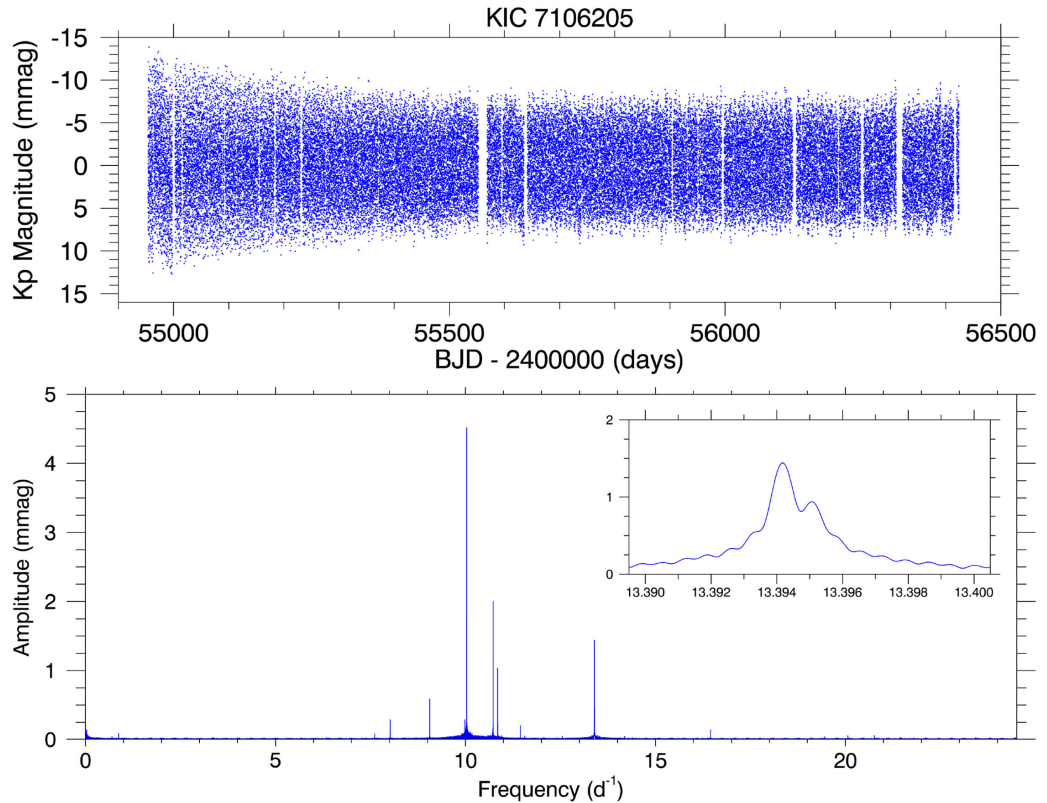 KIC 7106205
Kp Magnitude (mmag)
-15
-10
-5
0
5
10
15
55000 55500 56000 56500
BJD - 2400000 (days)
Amplitude (mmag)
5
4
3
2
1
0
2
1
0
13.390 13.392 13.394 13.396 13.398 13.400
0 5 10 15 20
Frequency (d⁻¹)